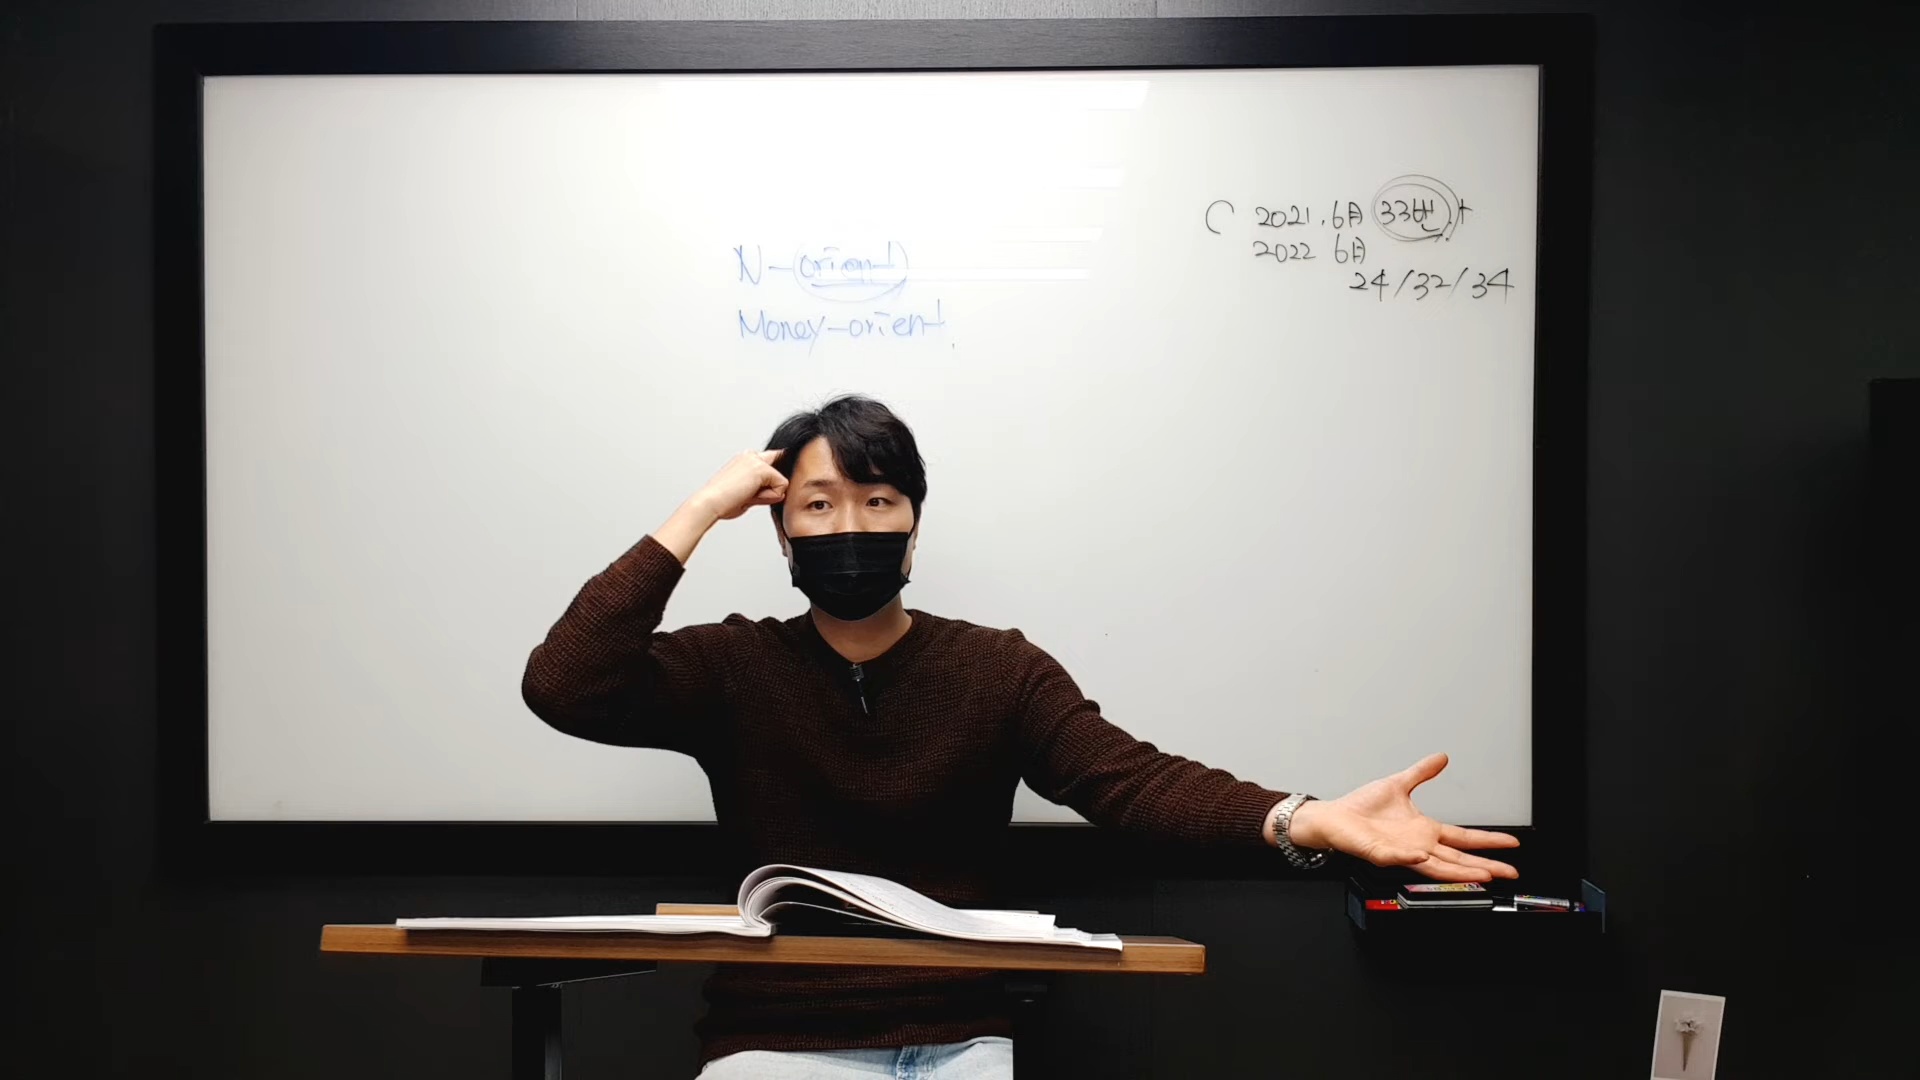 N-orient
Money-orient
2021.6月 33번
2022 6月
24/32/34